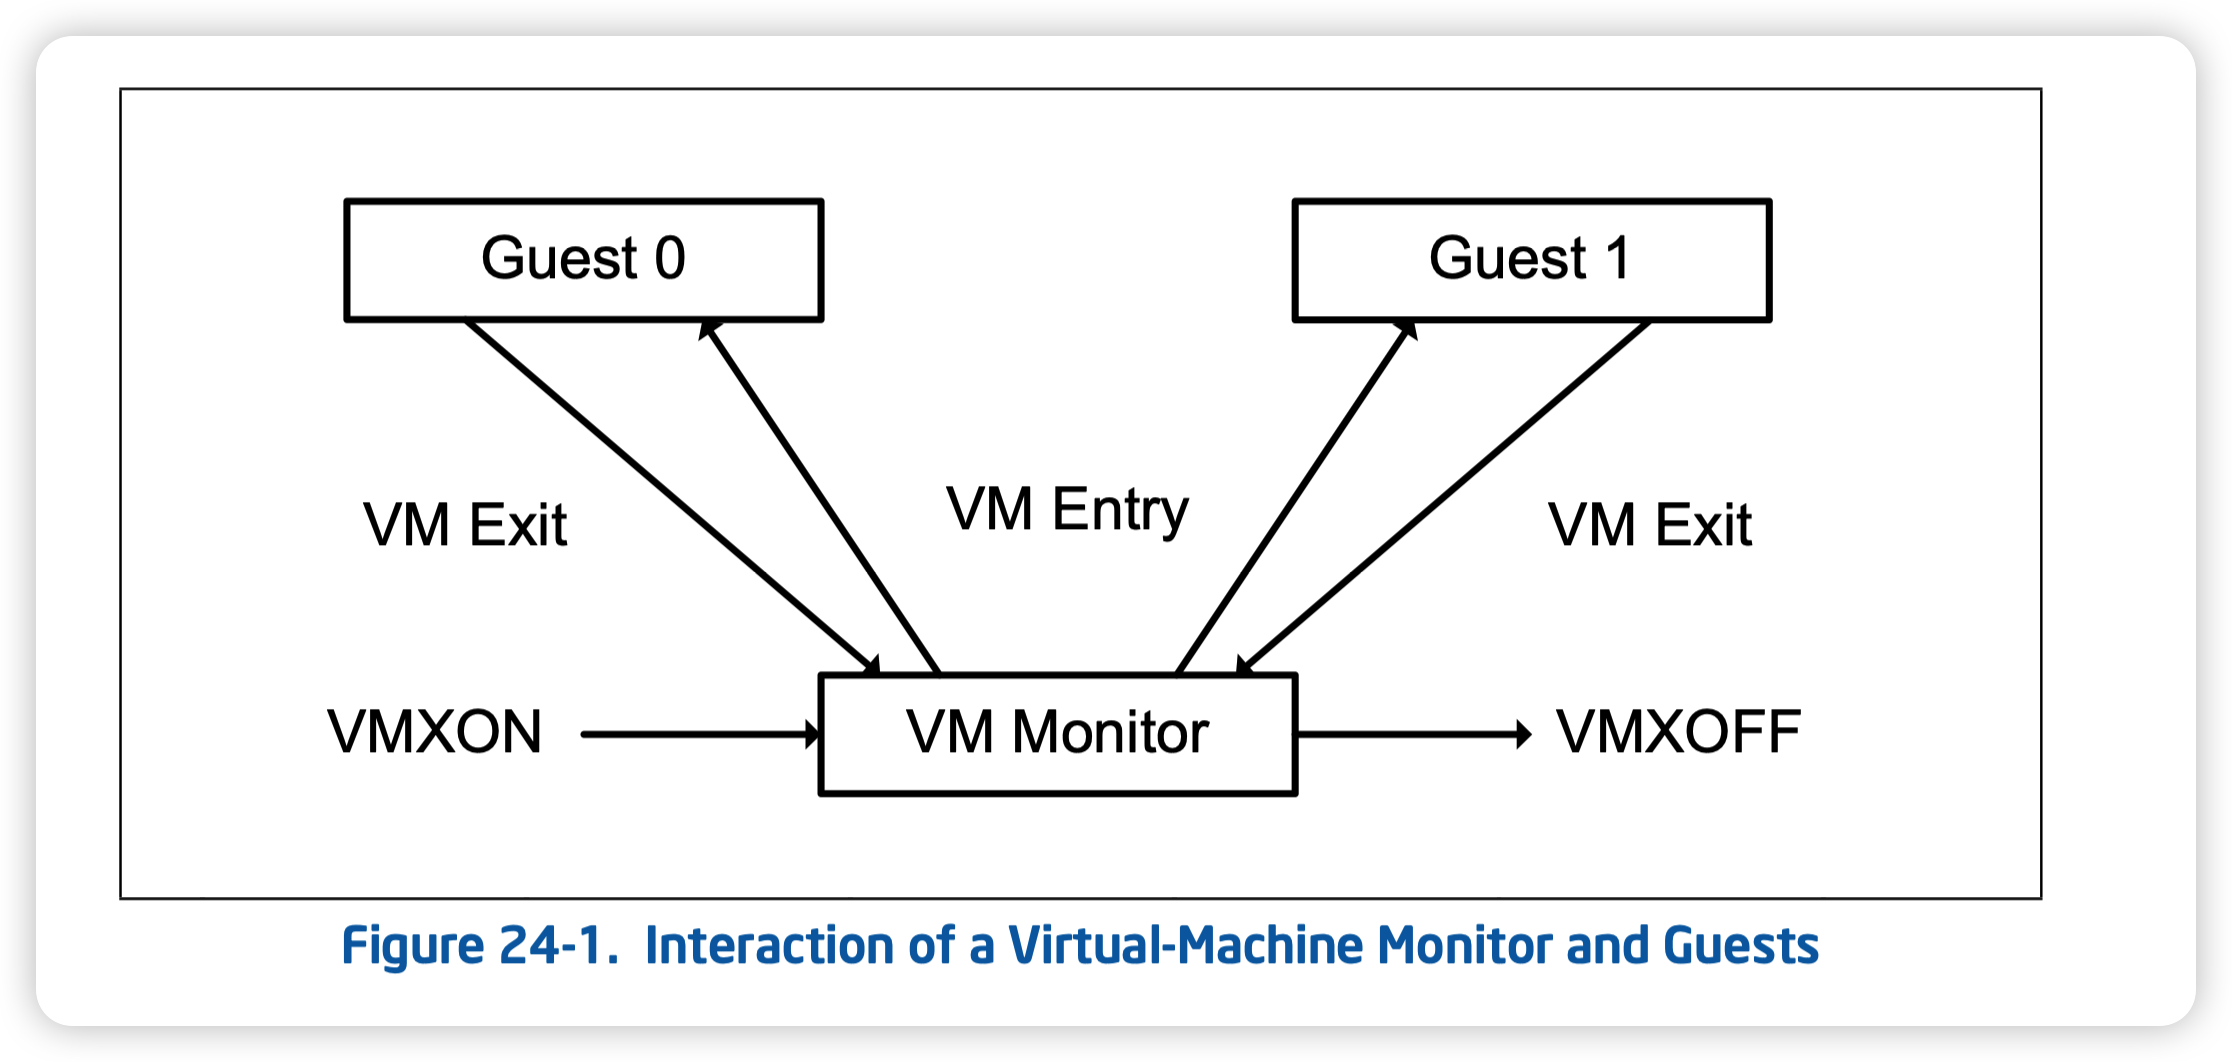 Guest 0
Guest 1
VM Exit
VM Entry
VM Exit
VMXON
VM Monitor
VMXOFF
Figure 24-1. Interaction of a Virtual-Machine Monitor and Guests